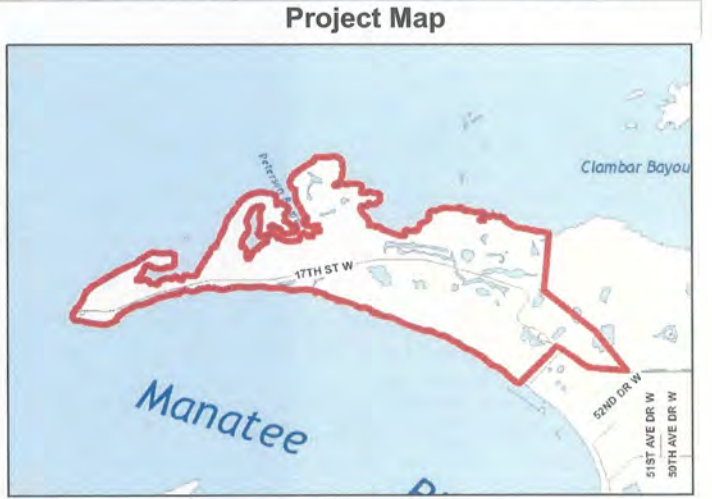 Project Map
Clambar Bayou
17TH ST W
Manatee
52ND DR W
51ST AVE DR W
50TH AVE DR W